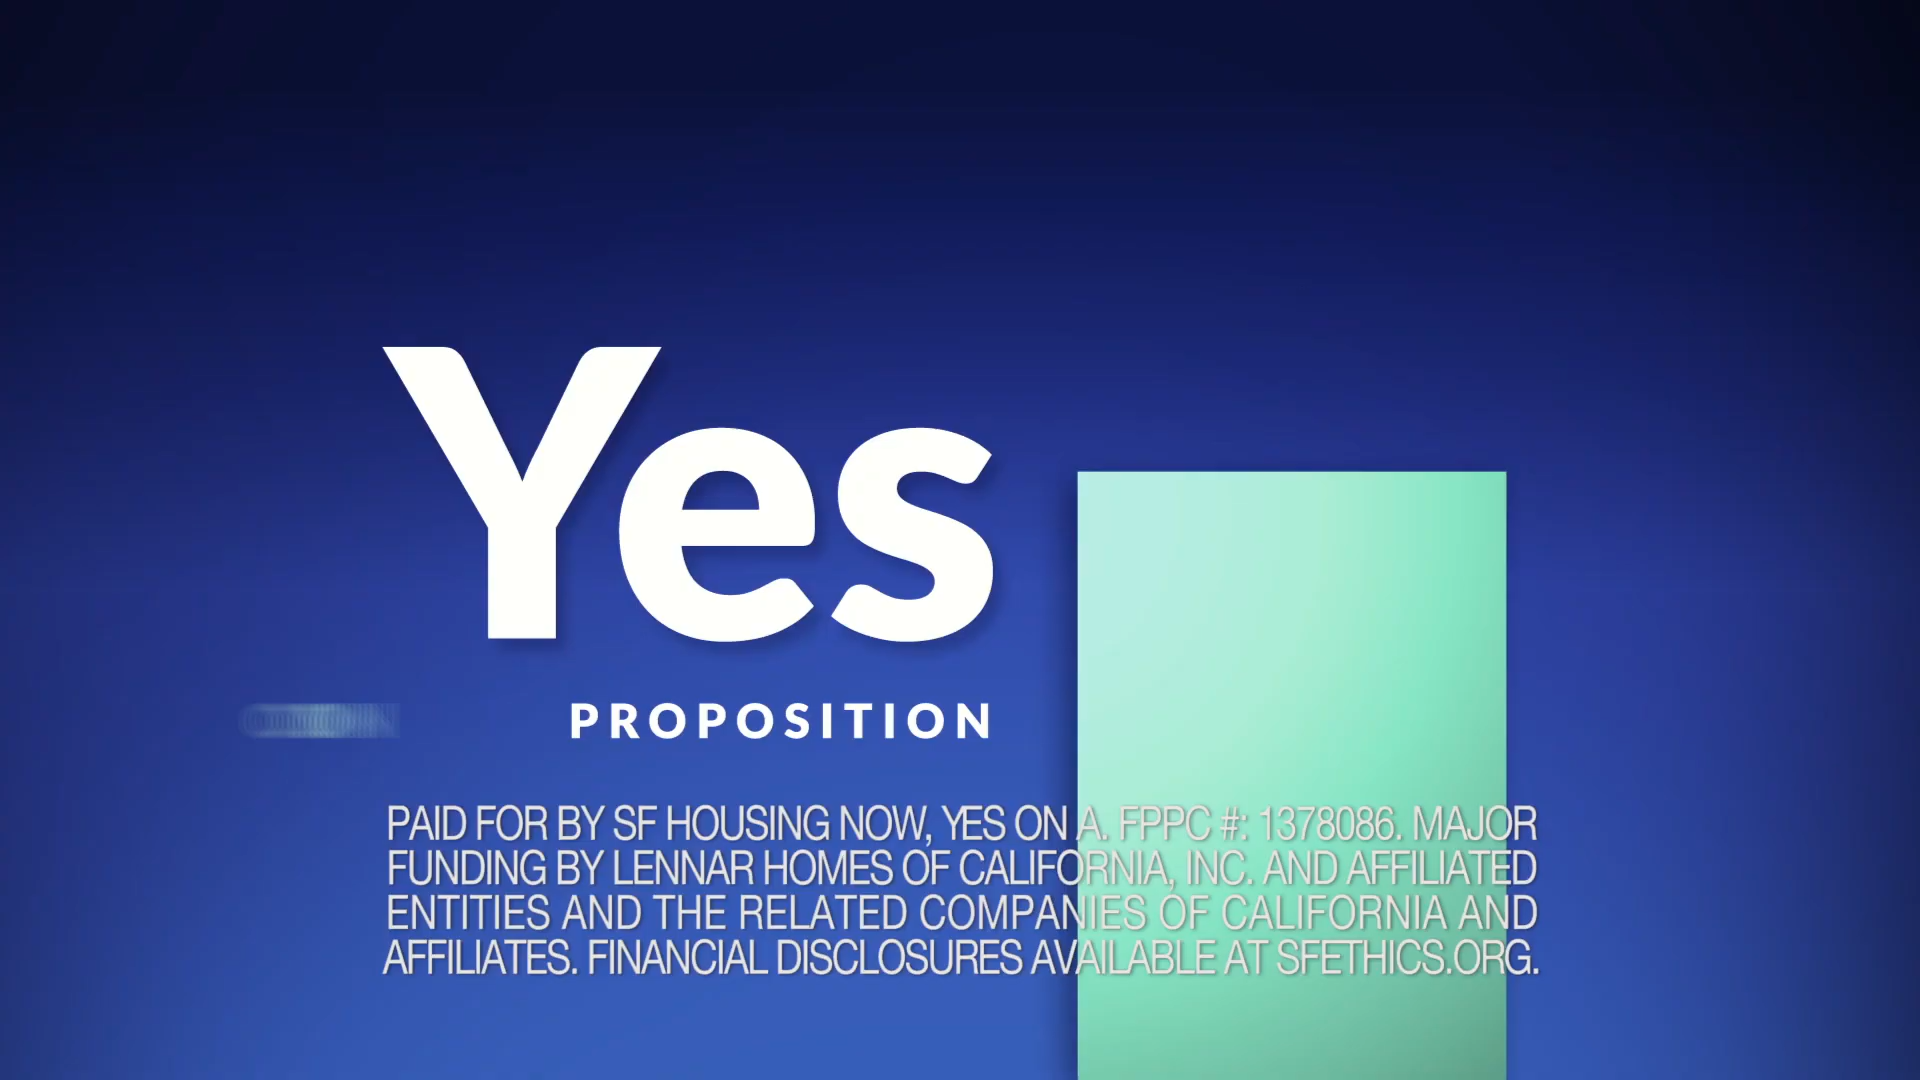 Yes
PROPOSITION
PAID FOR BY SF HOUSING NOW, YES ON A. FPPC #: 1378086. MAJOR
FUNDING BY LENNAR HOMES OF CALIFORNIA, INC. AND AFFILIATED
ENTITIES AND THE RELATED COMPANIES OF CALIFORNIA AND
AFFILIATES. FINANCIAL DISCLOSURES AVAILABLE AT SFETHICS.ORG.